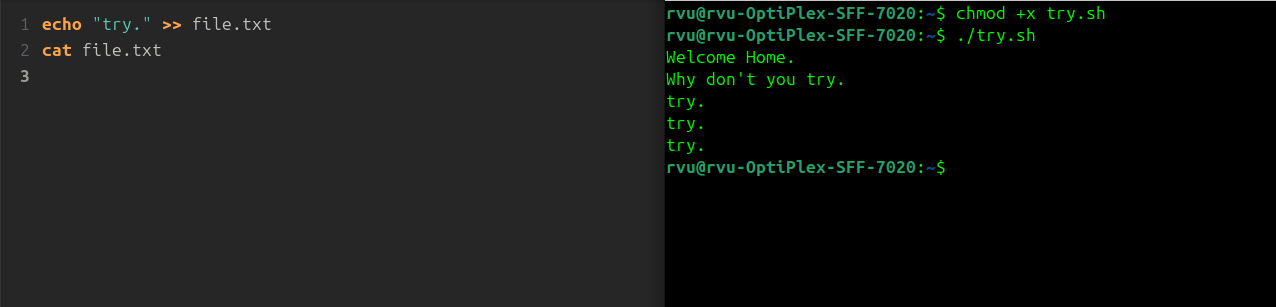 1 echo "try." >> file.txt
2 cat file.txt
3
rvu@rvu-OptiPlex-SFF-7020:~$ chmod +x try.sh
rvu@rvu-OptiPlex-SFF-7020:~$ ./try.sh
Welcome Home.
Why don't you try.
try.
try.
try.
rvu@rvu-OptiPlex-SFF-7020:~$